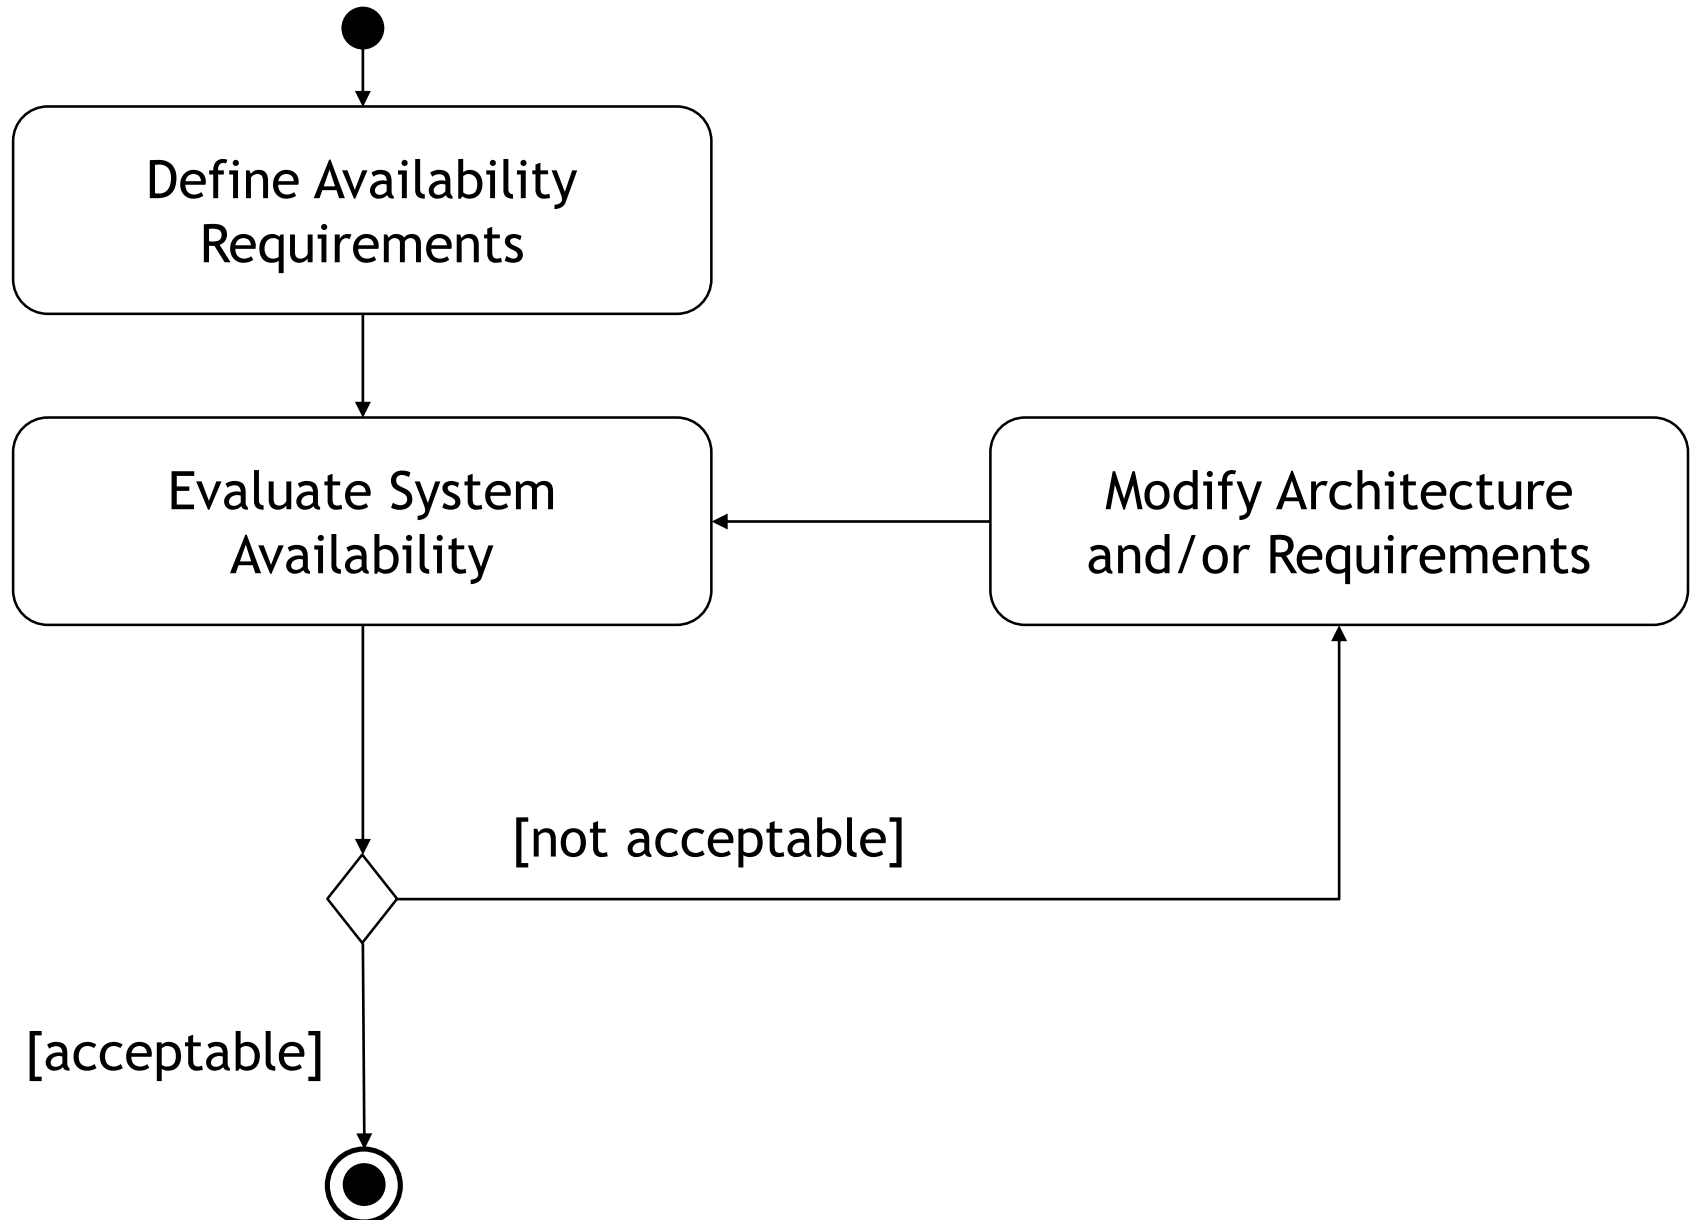 Define Availability
Requirements
Evaluate System
Availability
Modify Architecture
and/or Requirements
[not acceptable]
[acceptable]